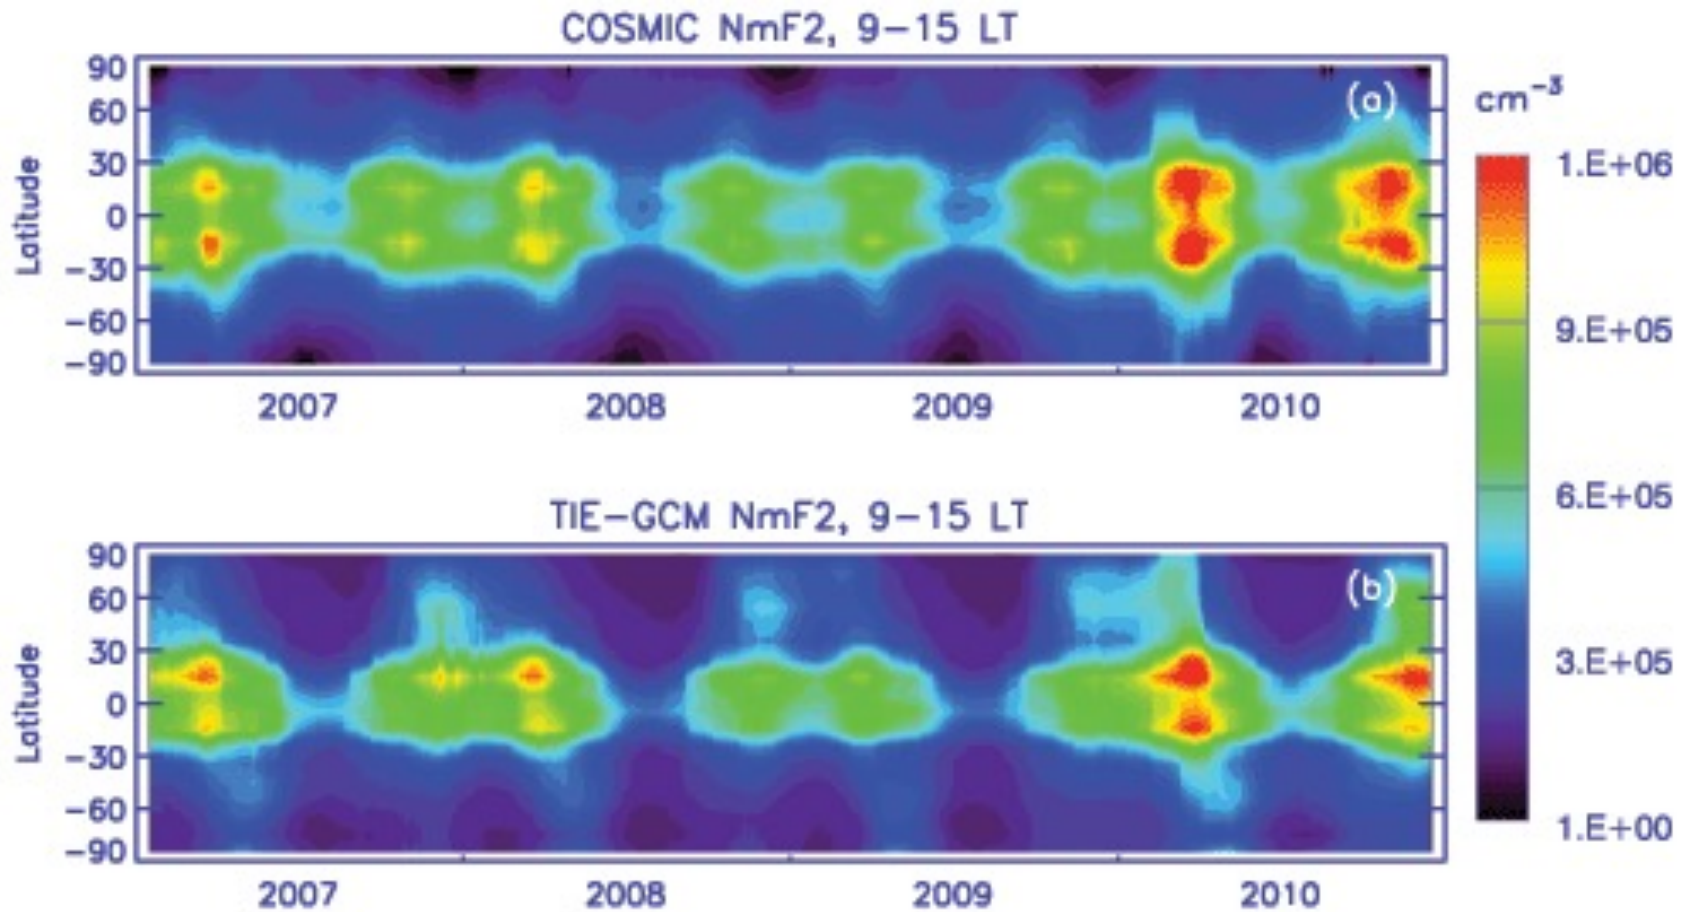 COSMIC NmF2, 9-15 LT
(a)
cm-3
90
60
30
0
-30
-60
-90
Latitude
2007 2008 2009 2010
1.E+06
9.E+05
6.E+05
3.E+05
1.E+00
TIE-GCM NmF2, 9-15 LT
(b)
90
60
30
0
-30
-60
-90
Latitude
2007 2008 2009 2010